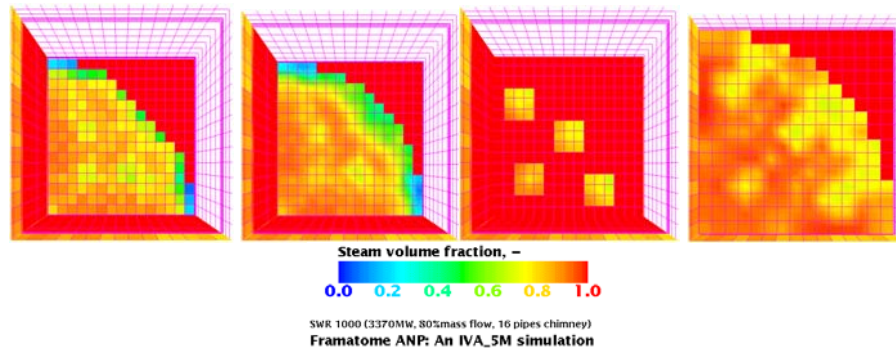 Steam volume fraction, –
0.0 0.2 0.4 0.6 0.8 1.0
SWR 1000 (3370MW, 80%mass flow, 16 pipes chimney)
Framatome ANP: An IVA_5M simulation